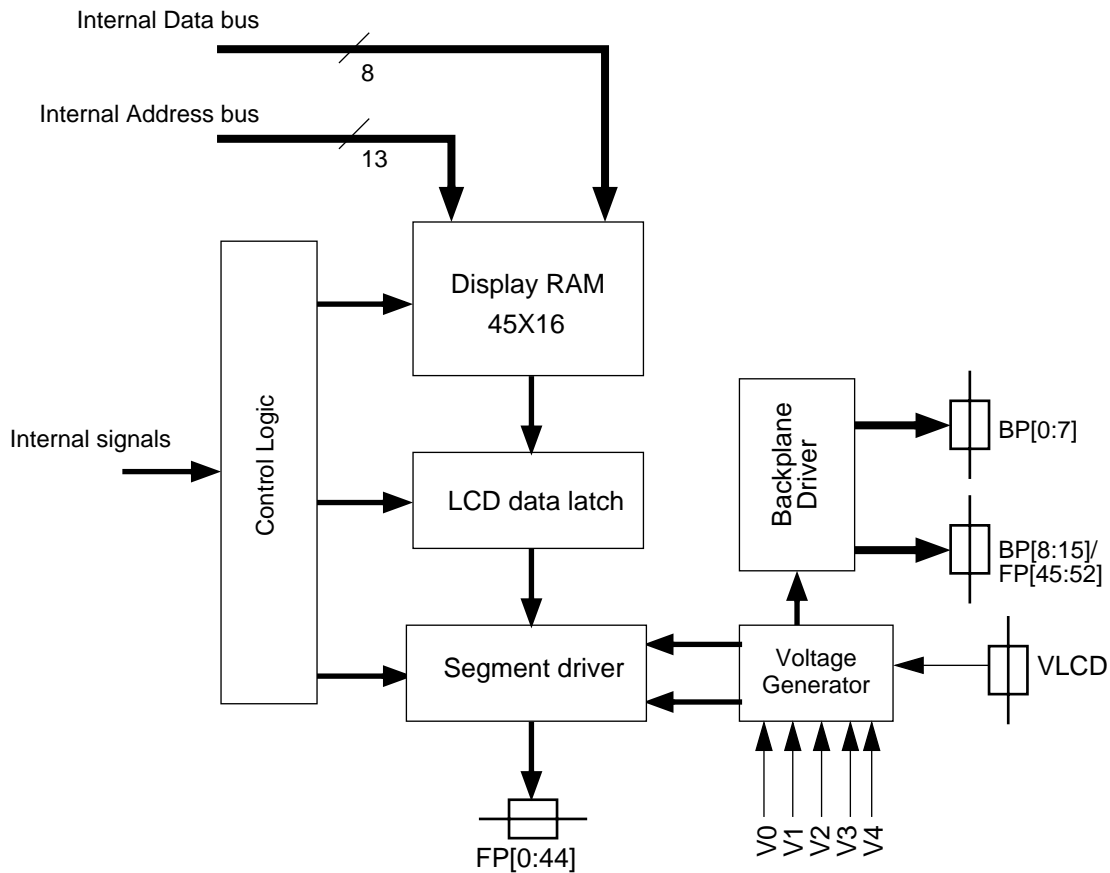 Internal Data bus
8
Internal Address bus
13
Display RAM
45X16
Control Logic
Internal signals
LCD data latch
Backplane
Driver
BP[0:7]
BP[8:15]/
FP[45:52]
Segment driver
Voltage
Generator
VLCD
V0
V1
V2
V3
V4
FP[0:44]